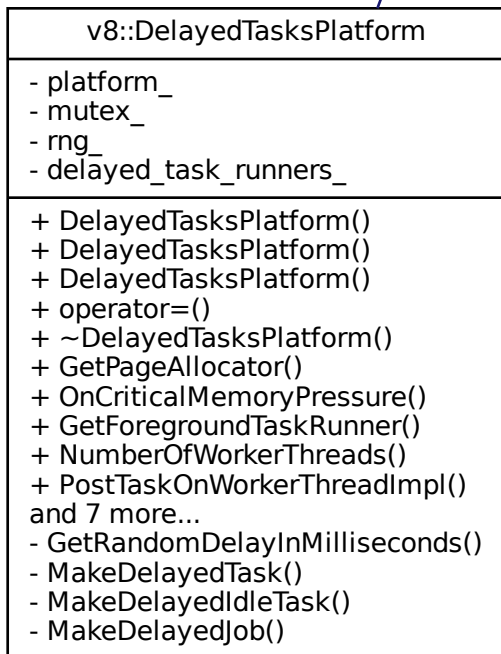 v8::DelayedTasksPlatform
- platform_
- mutex_
- rng_
- delayed_task_runners_
+ DelayedTasksPlatform()
+ DelayedTasksPlatform()
+ DelayedTasksPlatform()
+ operator=()
+ ~DelayedTasksPlatform()
+ GetPageAllocator()
+ OnCriticalMemoryPressure()
+ GetForegroundTaskRunner()
+ NumberOfWorkerThreads()
+ PostTaskOnWorkerThreadImpl()
and 7 more...
- GetRandomDelayInMilliseconds()
- MakeDelayedTask()
- MakeDelayedIdleTask()
- MakeDelayedJob()